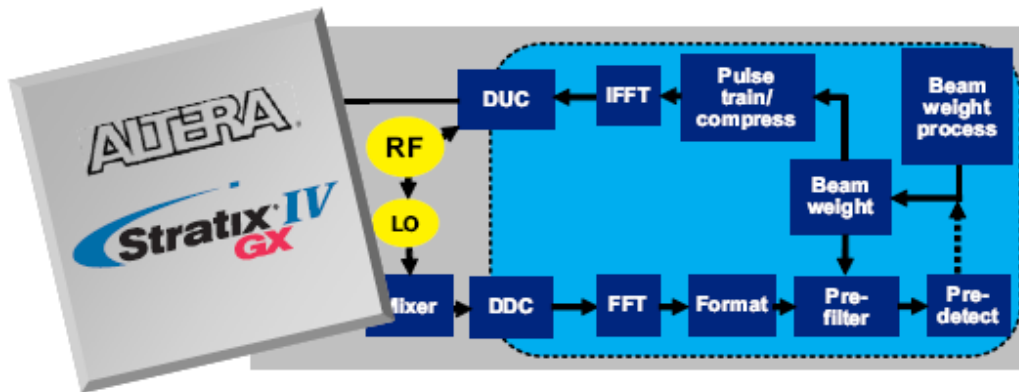 ALTERA.
Stratix IV
GX
DUC
IFFT
Pulse
train/
compress
Beam
weight
process
RF
LO
Beam
weight
Mixer
DDC
FFT
Format
Pre-
filter
Pre-
detect